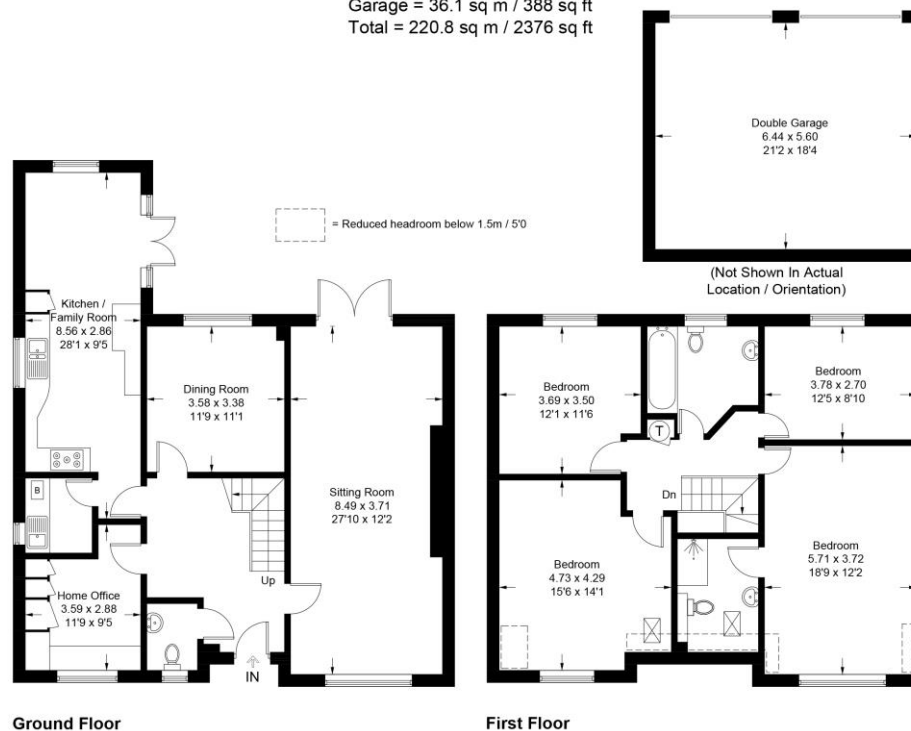 Garage = 36.1 sq m / 388 sq ft
Total = 220.8 sq m / 2376 sq ft
Double Garage
6.44 x 5.60
21'2 x 18'4
(Not Shown In Actual
Location / Orientation)
= Reduced headroom below 1.5m / 5'0
Kitchen /
Family Room
8.56 x 2.86
28'1 x 9'5
Dining Room
3.58 x 3.38
11'9 x 11'1
Sitting Room
8.49 x 3.71
27'10 x 12'2
B
Up
Home Office
3.59 x 2.88
11'9 x 9'5
IN
Ground Floor
Bedroom
3.69 x 3.50
12'1 x 11'6
T
Bedroom
3.78 x 2.70
12'5 x 8'10
Dn
Bedroom
4.73 x 4.29
15'6 x 14'1
Bedroom
5.71 x 3.72
18'9 x 12'2
First Floor